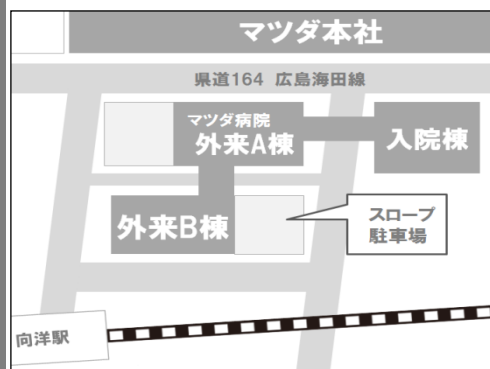 マツダ本社
県道164 広島海田線
マツダ病院
外来A棟
入院棟
外来B棟
スロープ
駐車場
向洋駅